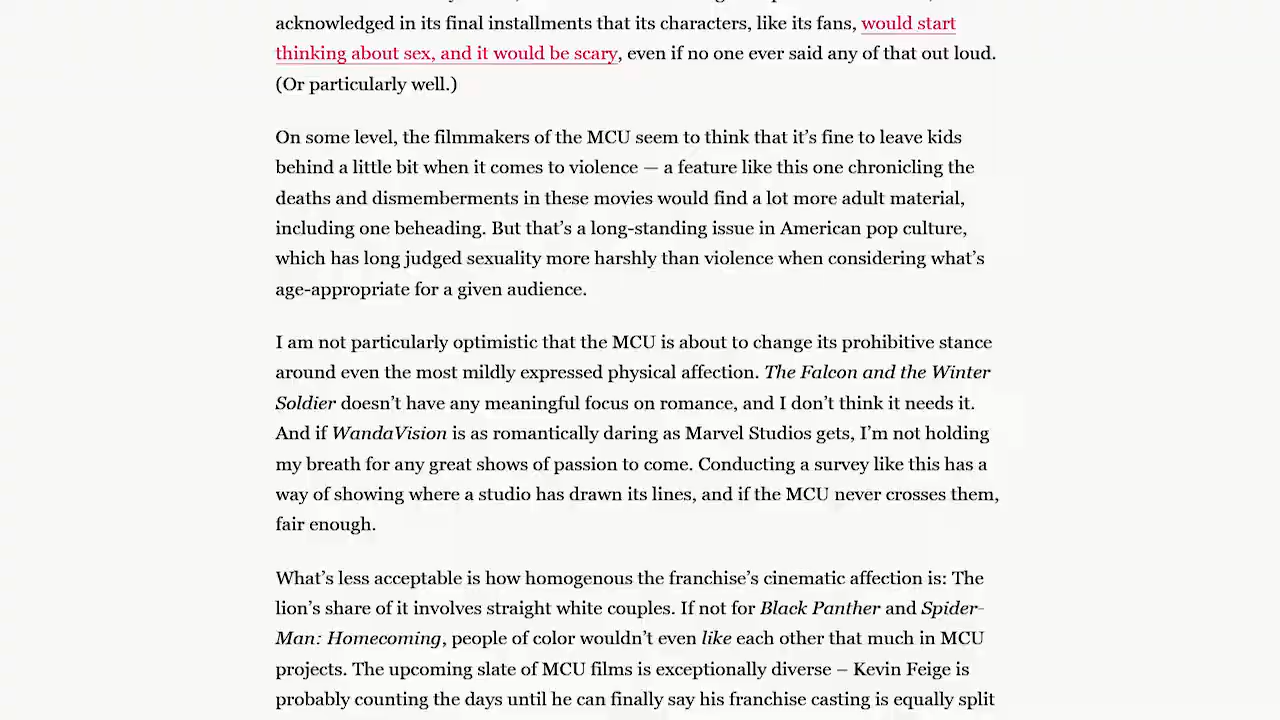 acknowledged in its final installments that its characters, like its fans, would start
thinking about sex, and it would be scary, even if no one ever said any of that out loud.
(Or particularly well.)
On some level, the filmmakers of the MCU seem to think that it's fine to leave kids
behind a little bit when it comes to violence — a feature like this one chronicling the
deaths and dismemberments in these movies would find a lot more adult material,
including one beheading. But that's a long-standing issue in American pop culture,
which has long judged sexuality more harshly than violence when considering what's
age-appropriate for a given audience.
I am not particularly optimistic that the MCU is about to change its prohibitive stance
around even the most mildly expressed physical affection. The Falcon and the Winter
Soldier doesn't have any meaningful focus on romance, and I don't think it needs it.
And if WandaVision is as romantically daring as Marvel Studios gets, I'm not holding
my breath for any great shows of passion to come. Conducting a survey like this has a
way of showing where a studio has drawn its lines, and if the MCU never crosses them,
fair enough.
What's less acceptable is how homogenous the franchise's cinematic affection is: The
lion's share of it involves straight white couples. If not for Black Panther and Spider-
Man: Homecoming, people of color wouldn't even like each other that much in MCU
projects. The upcoming slate of MCU films is exceptionally diverse – Kevin Feige is
probably counting the days until he can finally say his franchise casting is equally split